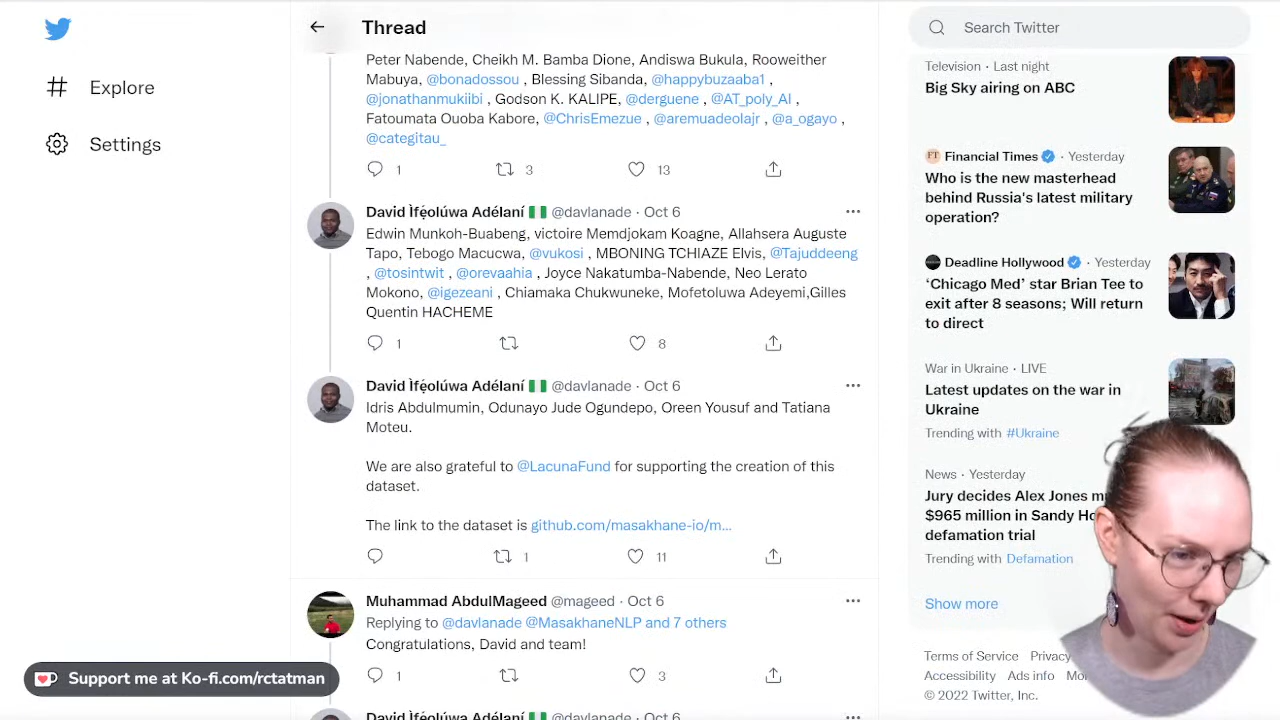 Explore
Settings
Thread
Peter Nabende, Cheikh M. Bamba Dione, Andiswa Bukula, Rooweither
Mabuya, @bonadossou , Blessing Sibanda, @happybuzaaba1 ,
@jonathanmukiibi , Godson K. KALIPE, @derguene , @AT_poly_AI ,
Fatoumata Ouoba Kabore, @ChrisEmezue , @aremuadeolajr , @a_ogayo ,
@categitau_
1 3 13
David Ìfẹ́olúwa Adélaní @davlanade · Oct 6
Edwin Munkoh-Buabeng, victoire Memdjokam Koagne, Allahsera Auguste
Tapo, Tebogo Macucwa, @vukosi , MBONING TCHIAZE Elvis, @Tajuddeeng
, @tosintwit , @orevaahia , Joyce Nakatumba-Nabende, Neo Lerato
Mokono, @igezeani , Chiamaka Chukwuneke, Mofetoluwa Adeyemi,Gilles
Quentin HACHEME
1 8
David Ìfẹ́olúwa Adélaní @davlanade · Oct 6
Idris Abdulmumin, Odunayo Jude Ogundepo, Oreen Yousuf and Tatiana
Moteu.
We are also grateful to @LacunaFund for supporting the creation of this
dataset.
The link to the dataset is github.com/masakhane-io/m...
1 11
Muhammad AbdulMageed @mageed · Oct 6
Replying to @davlanade @MasakhaneNLP and 7 others
Congratulations, David and team!
1 3
David Ìfẹ́olúwa Adélaní @davlanade · Oct 6
Search Twitter
Television · Last night
Big Sky airing on ABC
FT Financial Times · Yesterday
Who is the new masterhead
behind Russia's latest military
operation?
Deadline Hollywood · Yesterday
‘Chicago Med’ star Brian Tee to
exit after 8 seasons; Will return
to direct
War in Ukraine · LIVE
Latest updates on the war in
Ukraine
Trending with #Ukraine
News · Yesterday
Jury decides Alex Jones
$965 million in Sandy
defamation trial
Trending with Defamation
Show more
Terms of Service Privacy
Accessibility Ads info
© 2022 Twitter, Inc.
Support me at Ko-fi.com/rctatman